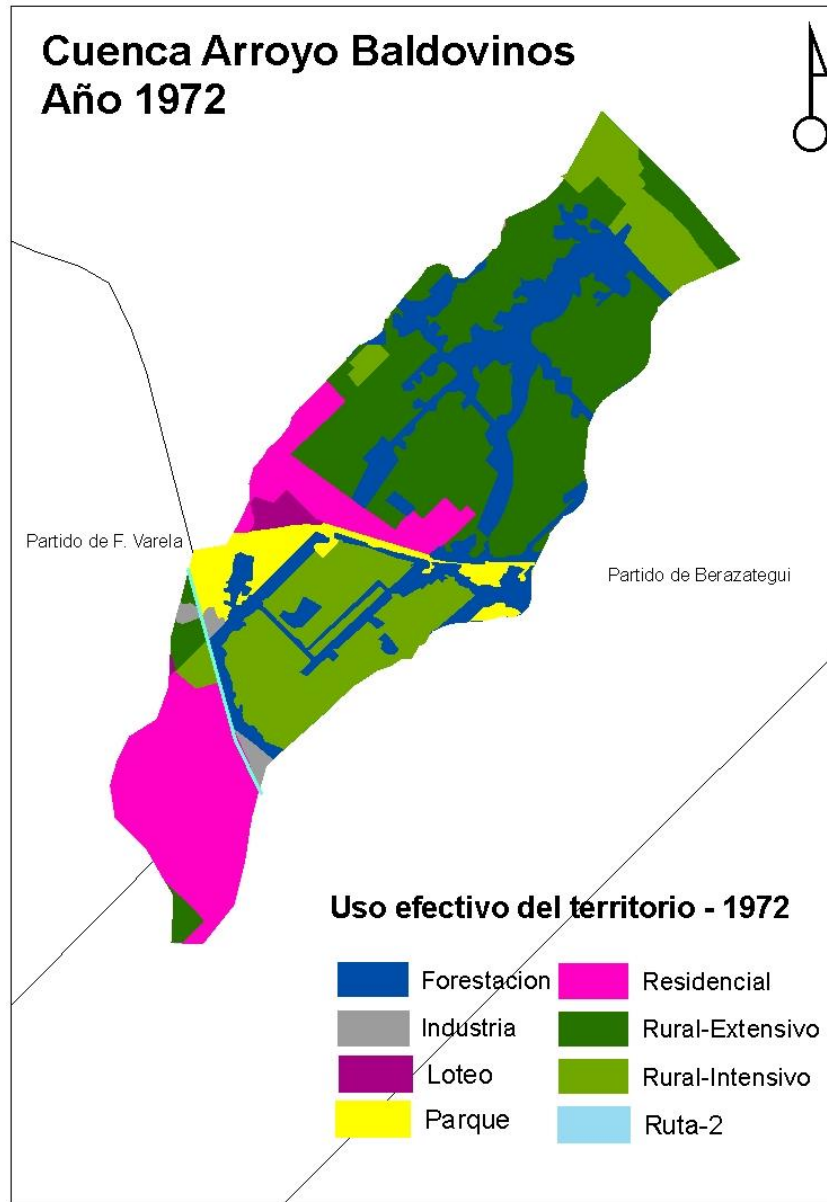 Cuenca Arroyo Baldovinos
Año 1972
Partido de F. Varela
Partido de Berazategui
Uso efectivo del territorio - 1972
Forestacion
Residencial
Industria
Rural-Extensivo
Loteo
Rural-Intensivo
Parque
Ruta-2